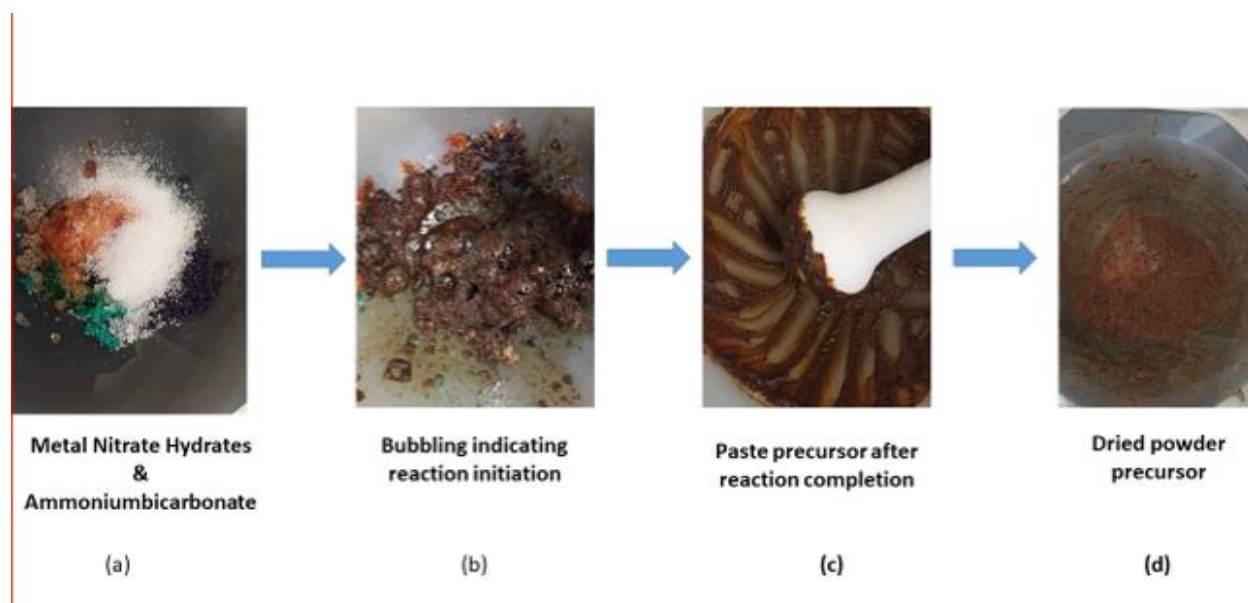 Metal Nitrate Hydrates
&
Ammoniumbicarbonate
(a)
Bubbling indicating
reaction initiation
(b)
Paste precursor after
reaction completion
(c)
Dried powder
precursor
(d)